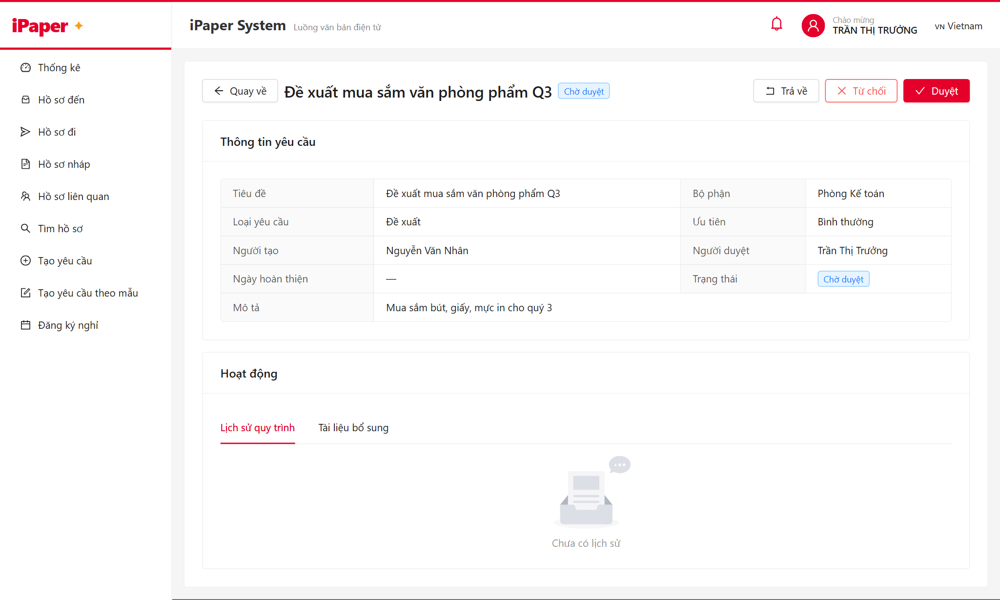 iPaper
iPaper System Luồng văn bản điện tử
Chào mừng
TRẦN THỊ TRƯỞNG
VN Vietnam
Thống kê
Hồ sơ đến
Hồ sơ đi
Hồ sơ nháp
Hồ sơ liên quan
Tìm hồ sơ
Tạo yêu cầu
Tạo yêu cầu theo mẫu
Đăng ký nghỉ
Quay về Đề xuất mua sắm văn phòng phẩm Q3 Chờ duyệt Trả về Từ chối Duyệt
Thông tin yêu cầu
Tiêu đề Đề xuất mua sắm văn phòng phẩm Q3 Bộ phận Phòng Kế toán
Loại yêu cầu Đề xuất Ưu tiên Bình thường
Người tạo Nguyễn Văn Nhân Người duyệt Trần Thị Trưởng
Ngày hoàn thiện — Trạng thái Chờ duyệt
Mô tả Mua sắm bút, giấy, mực in cho quý 3
Hoạt động
Lịch sử quy trình Tài liệu bổ sung
Chưa có lịch sử